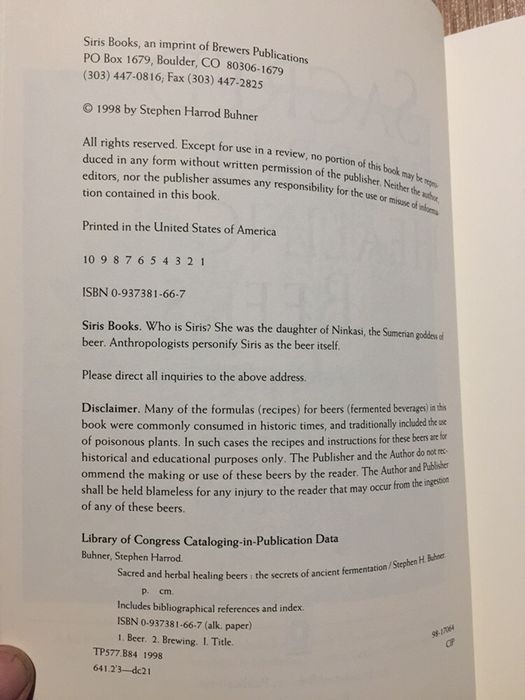 Siris Books, an imprint of Brewers Publications
PO Box 1679, Boulder, CO 80306-1679
(303) 447-0816; Fax (303) 447-2825
© 1998 by Stephen Harrod Buhner
All rights reserved. Except for use in a review, no portion of this book may be repro-
duced in any form without written permission of the publisher. Neither the author,
editors, nor the publisher assumes any responsibility for the use or misuse of informa-
tion contained in this book.
Printed in the United States of America
10 9 8 7 6 5 4 3 2 1
ISBN 0-937381-66-7
Siris Books. Who is Siris? She was the daughter of Ninkasi, the Sumerian goddess of
beer. Anthropologists personify Siris as the beer itself.
Please direct all inquiries to the above address.
Disclaimer. Many of the formulas (recipes) for beers (fermented beverages) in this
book were commonly consumed in historic times, and traditionally included the use
of poisonous plants. In such cases the recipes and instructions for these beers are for
historical and educational purposes only. The Publisher and the Author do not rec-
ommend the making or use of these beers by the reader. The Author and Publisher
shall be held blameless for any injury to the reader that may occur from the ingestion
of any of these beers.
Library of Congress Cataloging-in-Publication Data
Buhner, Stephen Harrod.
Sacred and herbal healing beers : the secrets of ancient fermentation / Stephen H. Buhner.
p. cm.
Includes bibliographical references and index.
ISBN 0-937381-66-7 (alk. paper)
1. Beer. 2. Brewing. I. Title.
TP577.B84 1998
641.2'3—dc21
98-17064
CIP